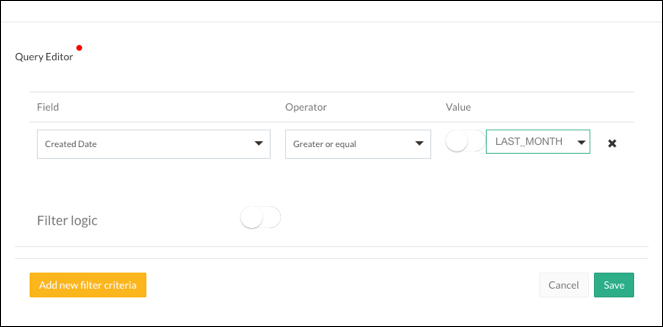 Query Editor
Field Operator Value
Created Date Greater or equal LAST_MONTH
Filter logic
Add new filter criteria Cancel Save